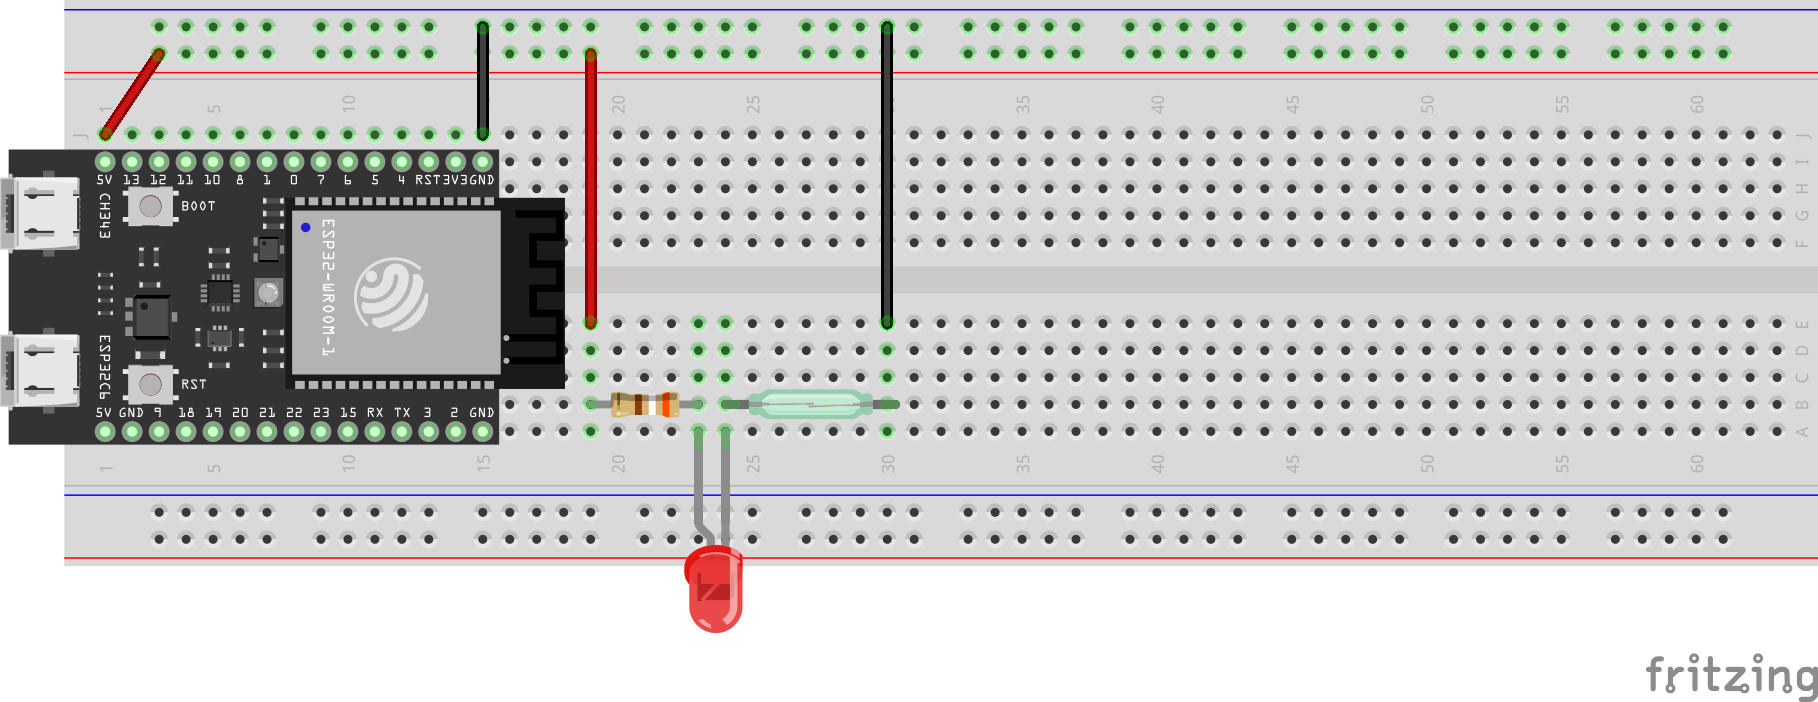 1 5 10 20 25 35 40 45 50 55 60
J J
5V 13 12 11 10 8 1 0 7 6 5 4 RST 3V3 GND
I
H
G
F
CH343
BOOT
ESP32-WROOM-1
ESP32C6
RST
E
D
C
B
A
5V GND 9 18 19 20 21 22 23 15 RX TX 3 2 GND
1 5 10 15 20 25 30 35 40 45 50 55 60
fritzing